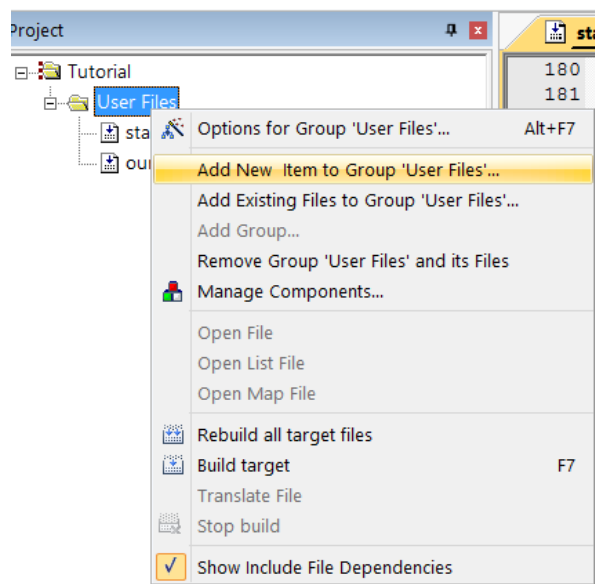 Project
sta
Tutorial
180
181
User Files
sta
ou
Options for Group 'User Files'... Alt+F7
Add New Item to Group 'User Files'...
Add Existing Files to Group 'User Files'...
Add Group...
Remove Group 'User Files' and its Files
Manage Components...
Open File
Open List File
Open Map File
Rebuild all target files
Build target F7
Translate File
Stop build
Show Include File Dependencies